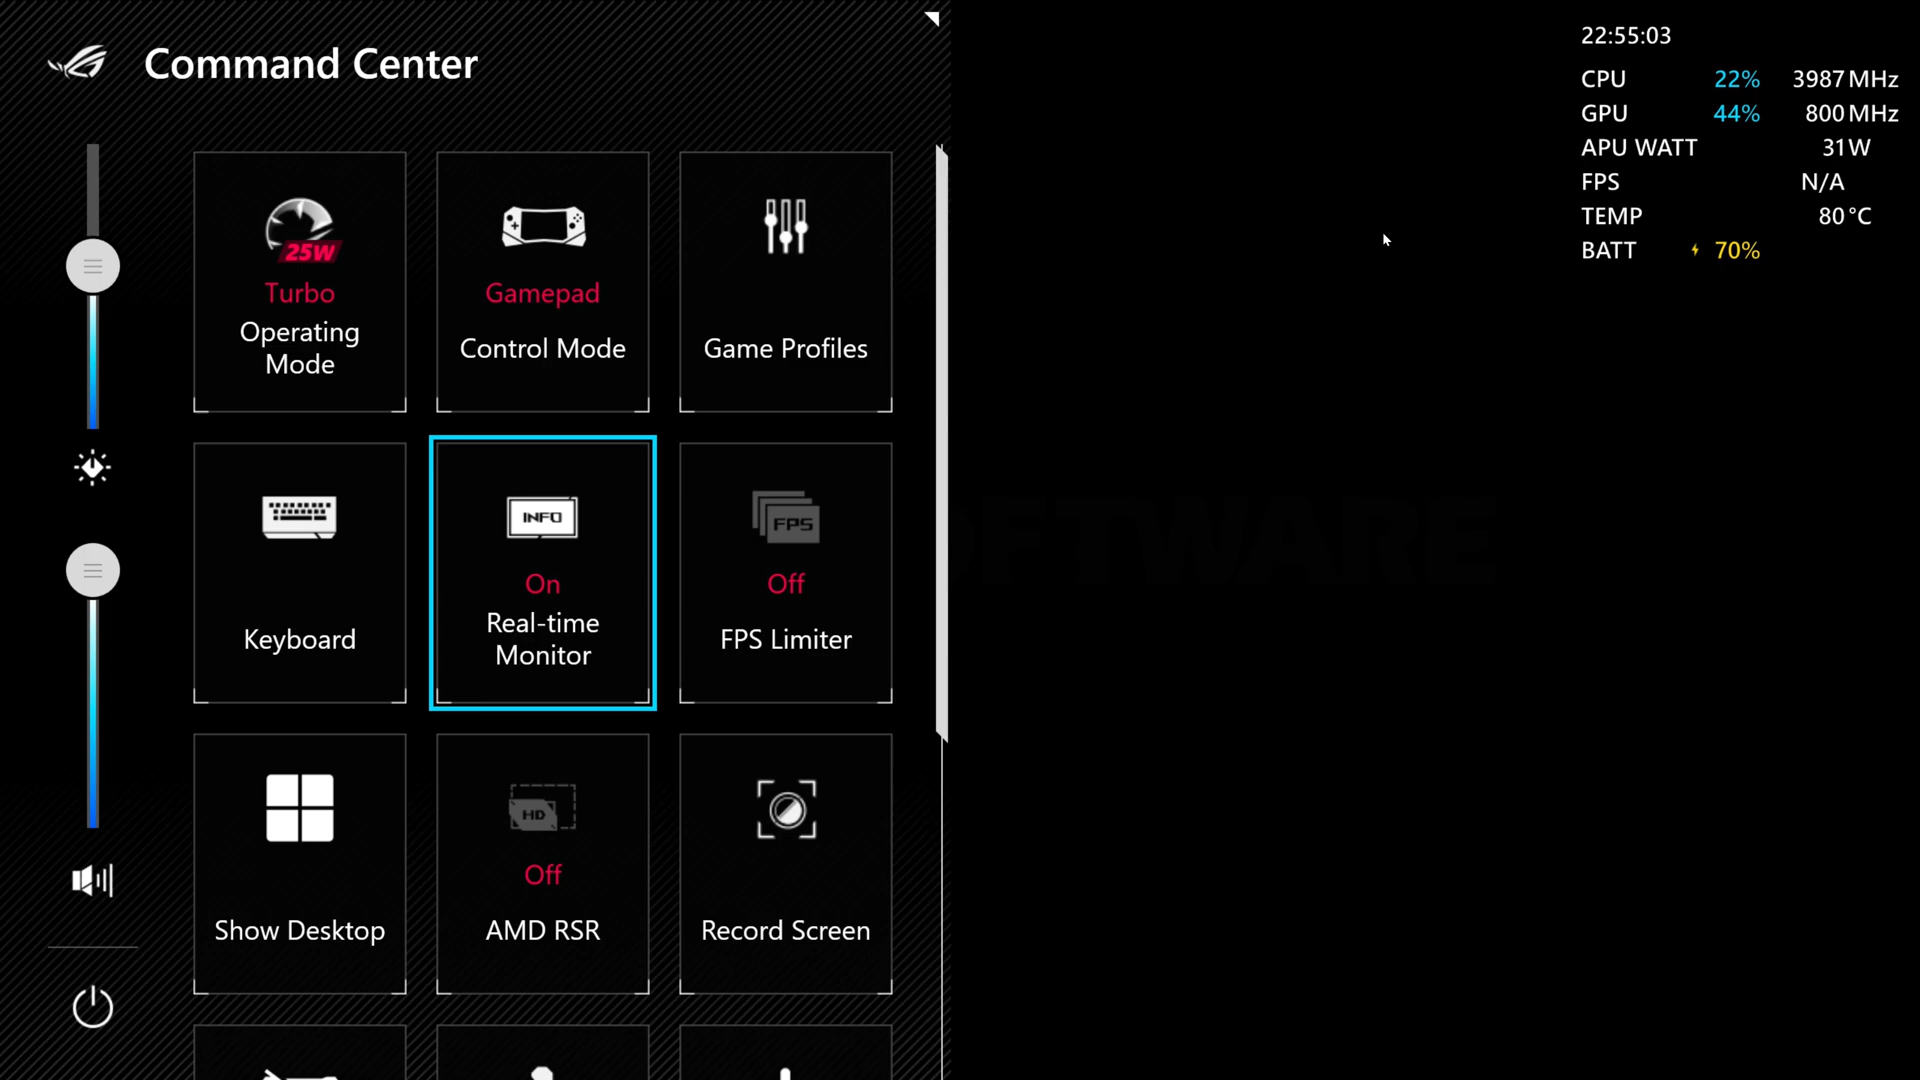 Command Center
25W
Turbo
Operating
Mode
Gamepad
Control Mode
Game Profiles
Keyboard
INFO
On
Real-time
Monitor
FPS
Off
FPS Limiter
Show Desktop
HD
Off
AMD RSR
Record Screen
22:55:03
CPU 22% 3987 MHz
GPU 44% 800 MHz
APU WATT 31W
FPS N/A
TEMP 80 °C
BATT 70%
OFTWARE